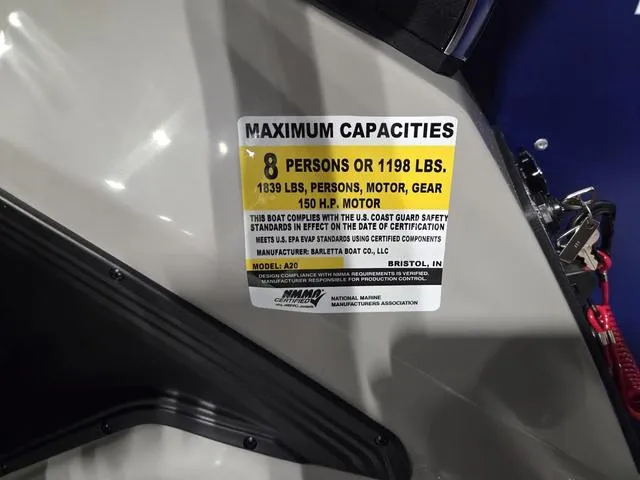 MAXIMUM CAPACITIES
8 PERSONS OR 1198 LBS.
1839 LBS, PERSONS, MOTOR, GEAR
150 H.P. MOTOR
THIS BOAT COMPLIES WITH THE U.S. COAST GUARD SAFETY
STANDARDS IN EFFECT ON THE DATE OF CERTIFICATION
MEETS U.S. EPA EVAP STANDARDS USING CERTIFIED COMPONENTS
MANUFACTURER: BARLETTA BOAT CO., LLC
MODEL: A20 BRISTOL, IN
DESIGN COMPLIANCE WITH NMMA REQUIREMENTS IS VERIFIED.
MANUFACTURER RESPONSIBLE FOR PRODUCTION CONTROL.
NMMA
CERTIFIED
NATIONAL MARINE
MANUFACTURERS ASSOCIATION